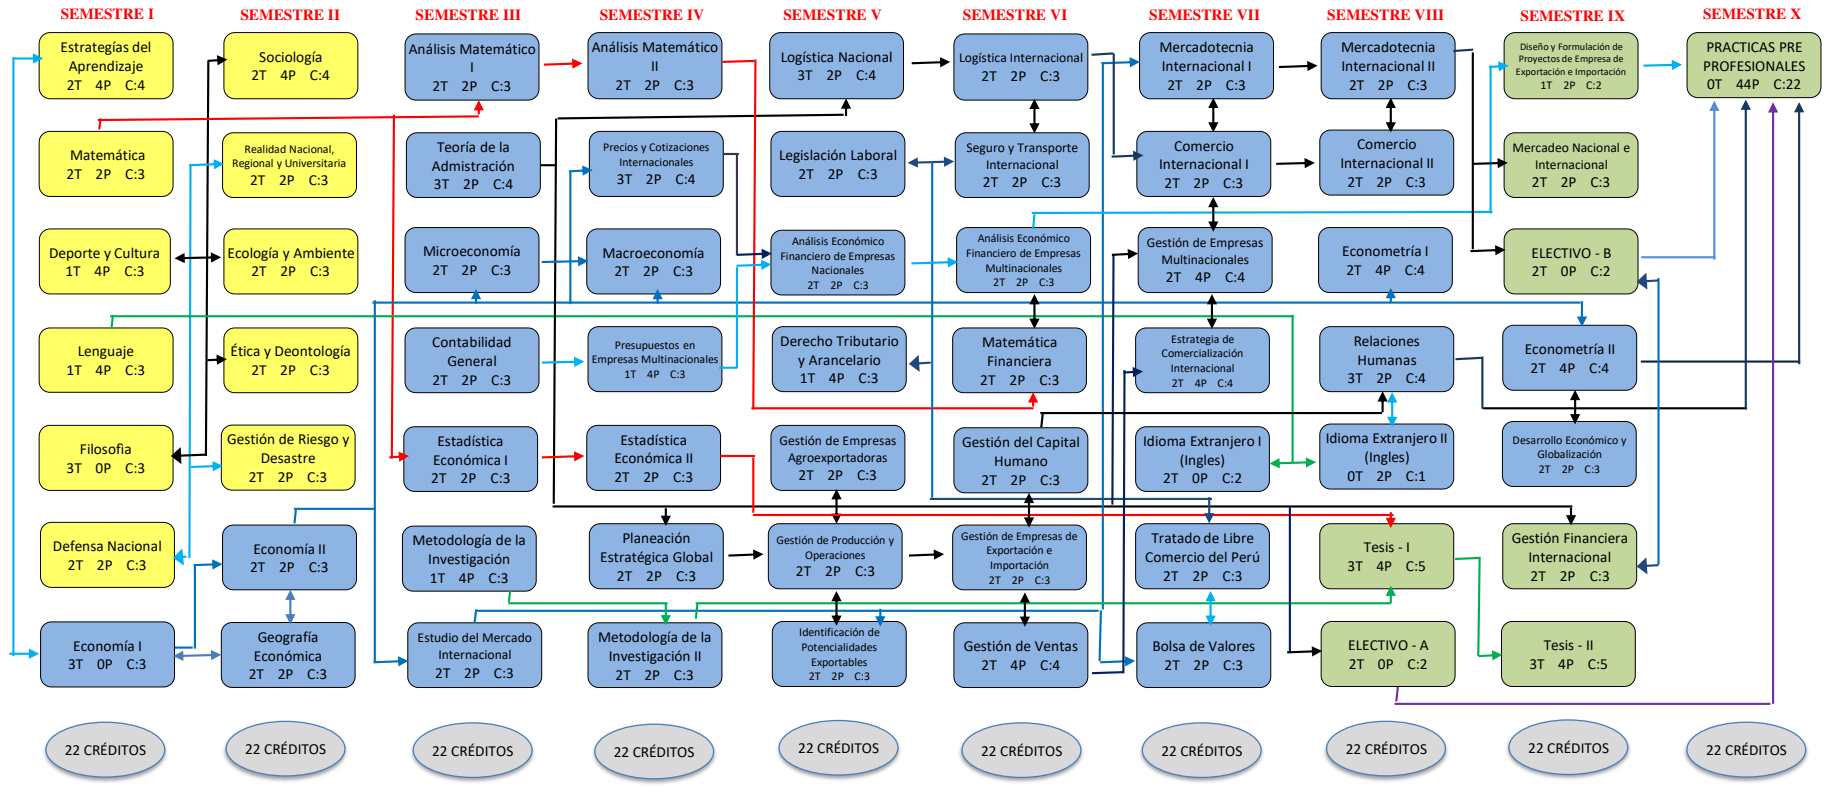 SEMESTRE I
SEMESTRE II
SEMESTRE III
SEMESTRE IV
SEMESTRE V
SEMESTRE VI
SEMESTRE VII
SEMESTRE VIII
SEMESTRE IX
SEMESTRE X
Estrategías del
Aprendizaje
2T 4P C:4
Sociología
2T 4P C:3
Análisis Matemático
I
2T 2P C:3
Análisis Matemático
II
2T 2P C:3
Logística Nacional
3T 2P C:4
Logística Internacional
2T 2P C:3
Mercadotecnia
Internacional I
2T 2P C:3
Mercadotecnia
Internacional II
2T 2P C:3
Diseño y Formulación de
Proyectos de Empresa de
Exportación e Importación
1T 2P C:2
PRACTICAS PRE
PROFESIONALES
0T 44P C:22
Matemática
2T 2P C:3
Realidad Nacional,
Regional y Universitaria
2T 2P C:3
Teoría de la
Admistración
3T 2P C:4
Precios y Cotizaciones
Internacionales
3T 2P C:4
Legislación Laboral
2T 2P C:3
Seguro y Transporte
Internacional
2T 2P C:3
Comercio
Internacional I
2T 2P C:3
Comercio
Internacional II
2T 2P C:3
Mercadeo Nacional e
Internacional
2T 2P C:3
Deporte y Cultura
1T 4P C:3
Ecología y Ambiente
2T 2P C:3
Microeconomía
2T 2P C:3
Macroeconomía
2T 2P C:3
Análisis Económico
Financiero de Empresas
Nacionales
2T 2P C:3
Análisis Económico
Financiero de Empresas
Multinacionales
2T 2P C:3
Gestión de Empresas
Multinacionales
2T 4P C:4
Econometría I
2T 4P C:4
ELECTIVO - B
2T 0P C:2
Lenguaje
1T 4P C:3
Ética y Deontología
2T 2P C:3
Contabilidad
General
2T 2P C:3
Presupuestos en
Empresas Multinacionales
1T 4P C:3
Derecho Tributario
y Arancelario
1T 4P C:3
Matemática
Financiera
2T 2P C:3
Estrategia de
Comercialización
Internacional
2T 4P C:4
Relaciones
Humanas
3T 2P C:4
Econometría II
2T 4P C:4
Filosofia
3T 0P C:3
Gestión de Riesgo y
Desastre
2T 2P C:3
Estadística
Económica I
2T 2P C:3
Estadística
Económica II
2T 2P C:3
Gestión de Empresas
Agroexportadoras
2T 2P C:3
Gestión del Capital
Humano
2T 2P C:3
Idioma Extranjero I
(Ingles)
2T 0P C:2
Idioma Extranjero II
(Ingles)
0T 2P C:1
Desarrollo Económico y
Globalización
2T 2P C:3
Defensa Nacional
2T 2P C:3
Economía II
2T 2P C:3
Metodología de la
Investigación
1T 4P C:3
Planeación
Estratégica Global
2T 2P C:3
Gestión de Producción y
Operaciones
2T 2P C:3
Gestión de Empresas de
Exportación e
Importación
2T 2P C:3
Tratado de Libre
Comercio del Perú
2T 2P C:3
Tesis - I
3T 4P C:5
Gestión Financiera
Internacional
2T 2P C:3
Economía I
3T 0P C:3
Geografía
Económica
2T 2P C:3
Estudio del Mercado
Internacional
2T 2P C:3
Metodología de la
Investigación II
2T 2P C:3
Identificación de
Potencialidades
Exportables
2T 2P C:3
Gestión de Ventas
2T 4P C:4
Bolsa de Valores
2T 2P C:3
ELECTIVO - A
2T 0P C:2
Tesis - II
3T 4P C:5
22 CRÉDITOS
22 CRÉDITOS
22 CRÉDITOS
22 CRÉDITOS
22 CRÉDITOS
22 CRÉDITOS
22 CRÉDITOS
22 CRÉDITOS
22 CRÉDITOS
22 CRÉDITOS